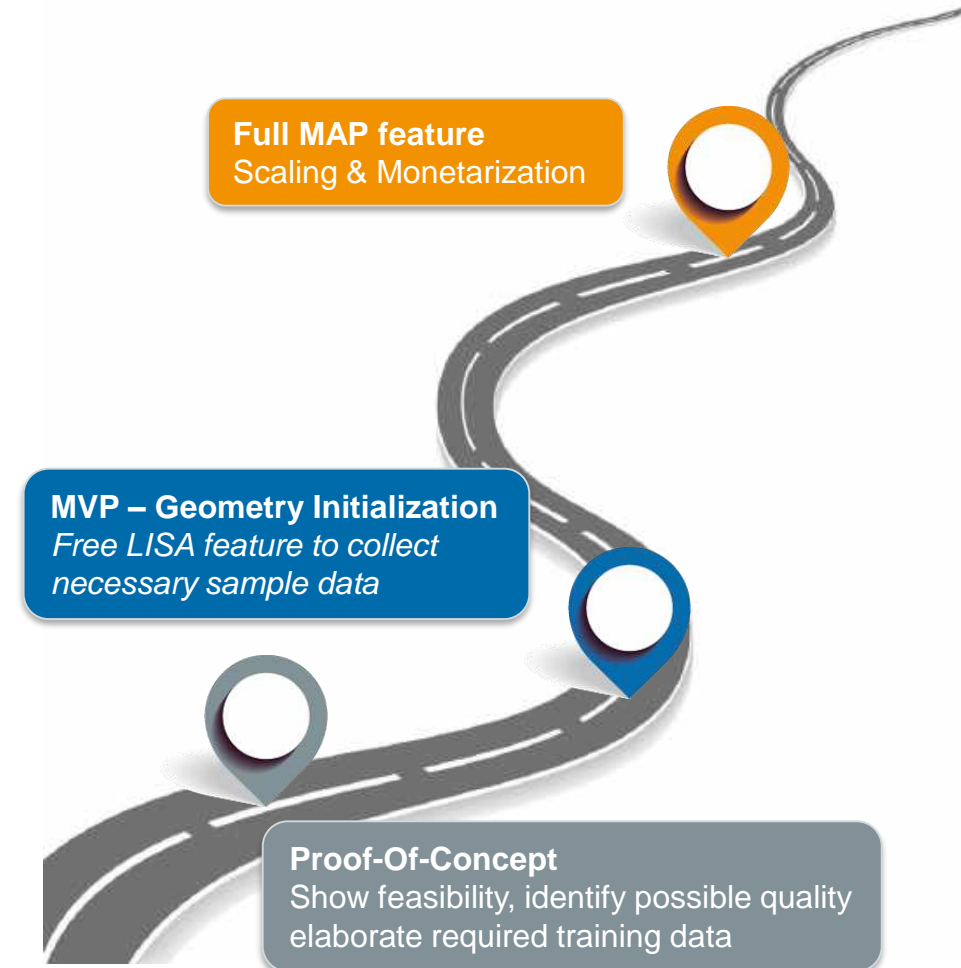 Full MAP feature
Scaling & Monetarization
MVP – Geometry Initialization
Free LISA feature to collect
necessary sample data
Proof-Of-Concept
Show feasibility, identify possible quality
elaborate required training data